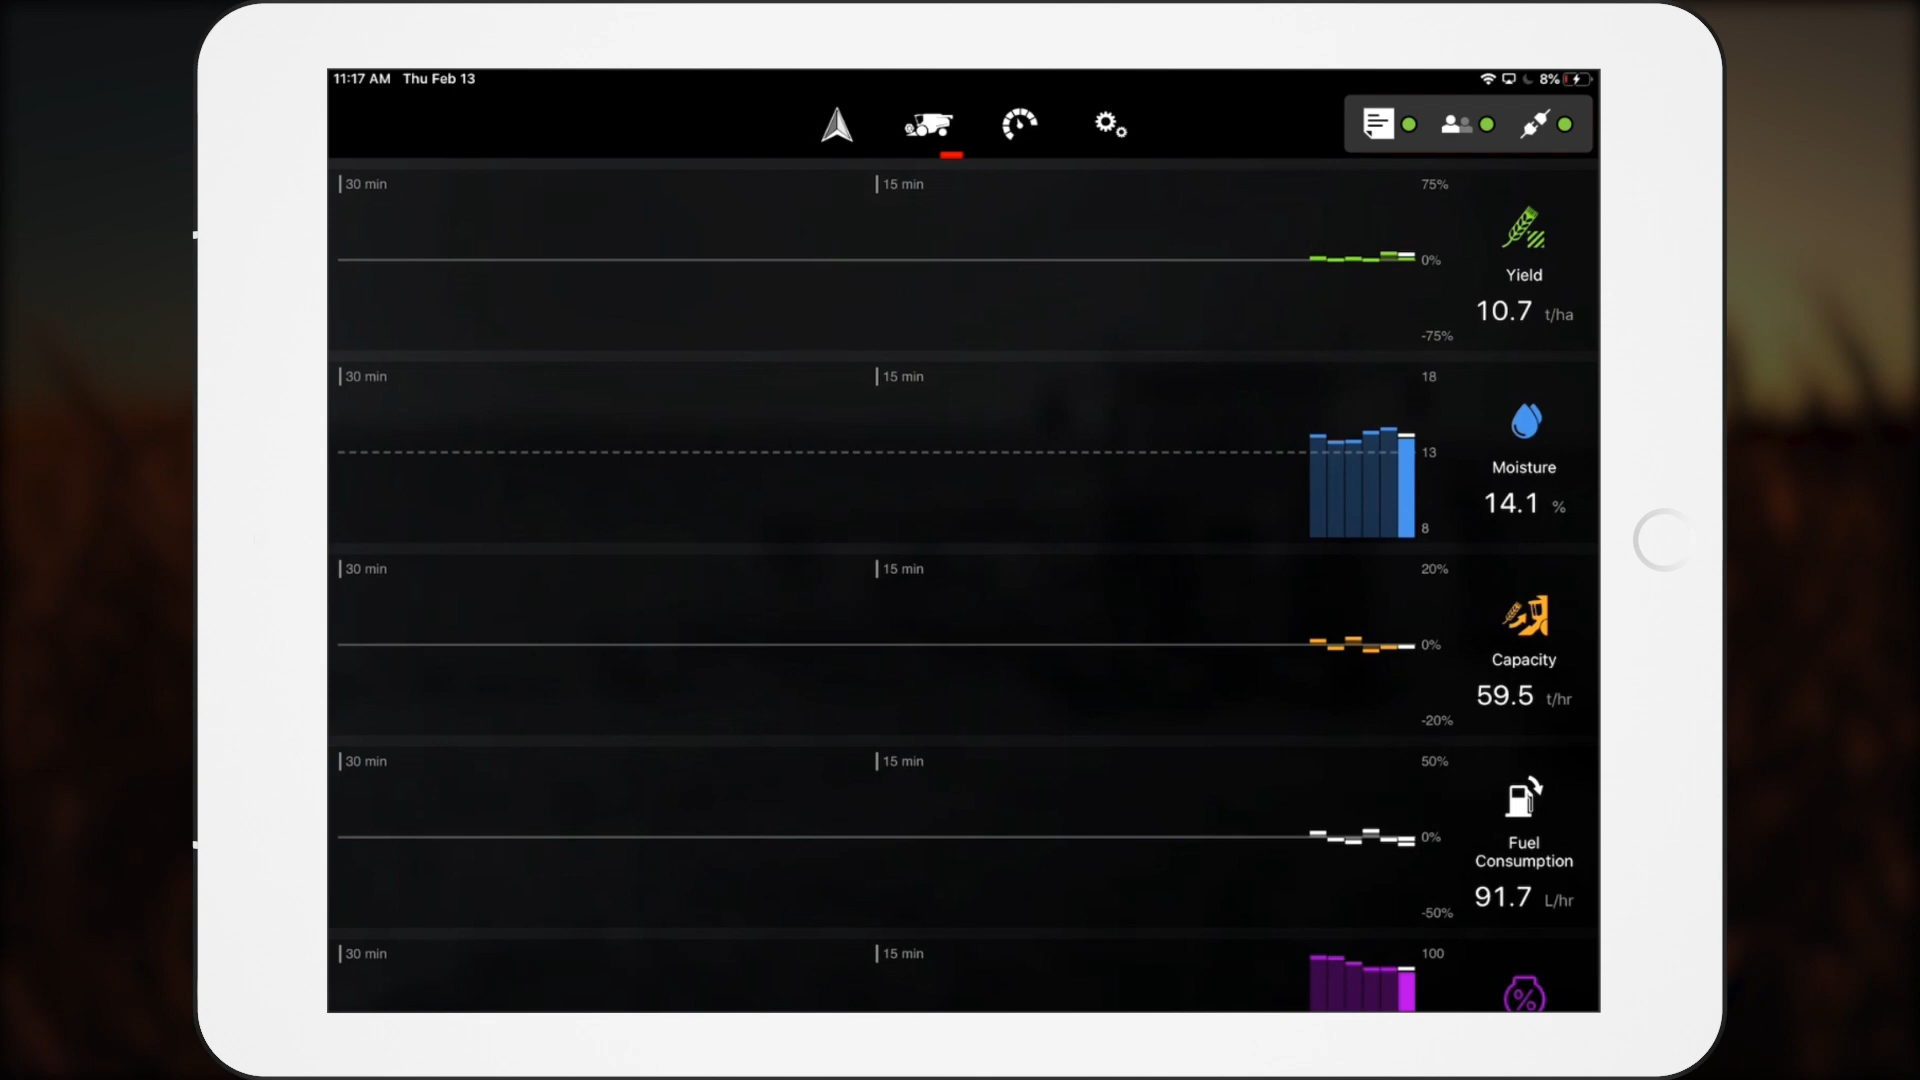 11:17 AM Thu Feb 13
8%
30 min
15 min
75%
0%
-75%
Yield
10.7 t/ha
30 min
15 min
18
13
8
Moisture
14.1 %
30 min
15 min
20%
0%
-20%
Capacity
59.5 t/hr
30 min
15 min
50%
0%
-50%
Fuel
Consumption
91.7 L/hr
30 min
15 min
100
%